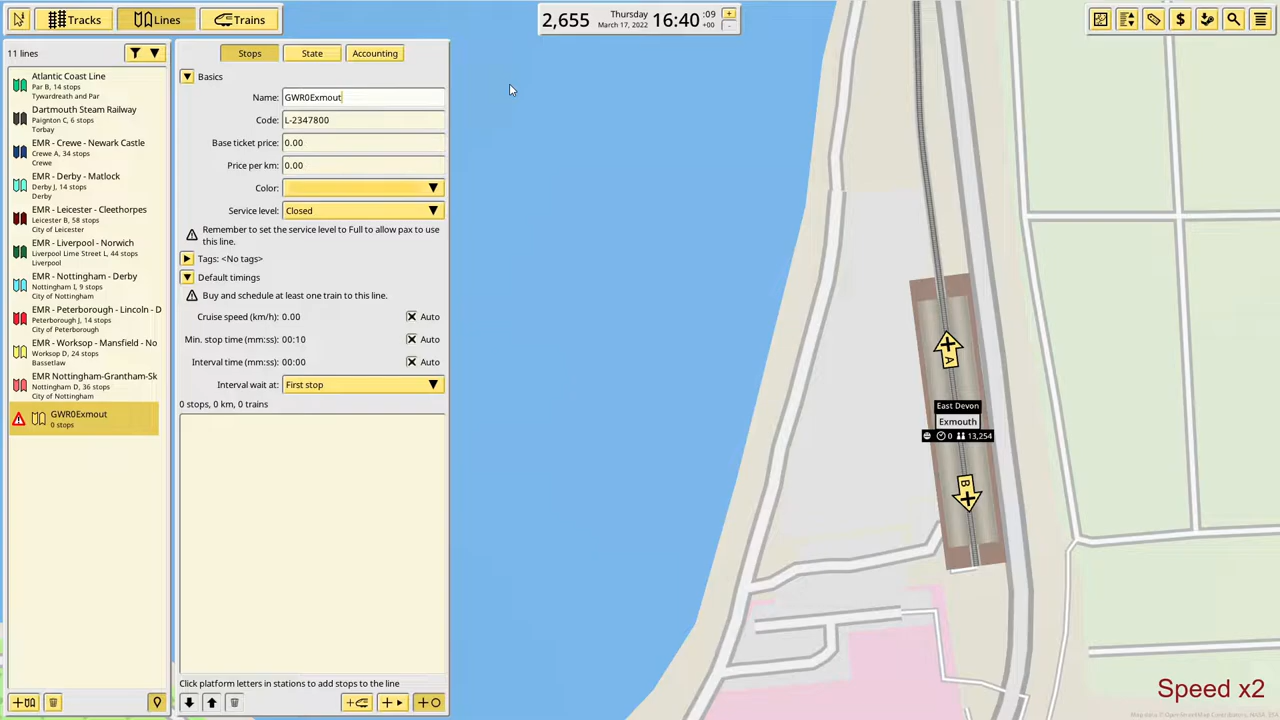 Tracks
Lines
Trains
2,655
Thursday
March 17, 2022
16:40
:09
+00
11 lines
Atlantic Coast Line
Par B, 14 stops
Tywardreath and Par
Dartmouth Steam Railway
Paignton C, 6 stops
Torbay
EMR - Crewe - Newark Castle
Crewe A, 34 stops
Crewe
EMR - Derby - Matlock
Derby J, 14 stops
Derby
EMR - Leicester - Cleethorpes
Leicester B, 58 stops
City of Leicester
EMR - Liverpool - Norwich
Liverpool Lime Street L, 44 stops
Liverpool
EMR - Nottingham - Derby
Nottingham I, 9 stops
City of Nottingham
EMR - Peterborough - Lincoln - D
Peterborough J, 14 stops
City of Peterborough
EMR - Worksop - Mansfield - No
Worksop D, 24 stops
Bassetlaw
EMR Nottingham-Grantham-Sk
Nottingham D, 36 stops
City of Nottingham
GWR0Exmout
0 stops
Stops
State
Accounting
Basics
Name: GWR0Exmout
Code: L-2347800
Base ticket price: 0.00
Price per km: 0.00
Color:
Service level: Closed
Remember to set the service level to Full to allow pax to use
this line.
Tags: <No tags>
Default timings
Buy and schedule at least one train to this line.
Cruise speed (km/h): 0.00 Auto
Min. stop time (mm:ss): 00:10 Auto
Interval time (mm:ss): 00:00 Auto
Interval wait at: First stop
0 stops, 0 km, 0 trains
Click platform letters in stations to add stops to the line
A
East Devon
Exmouth
0 13,254
B
Speed x2